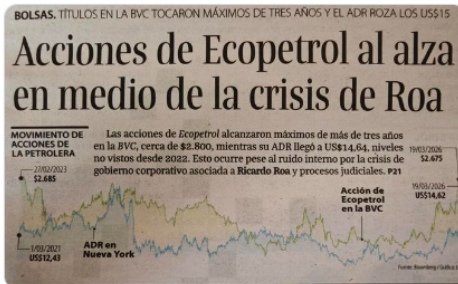 BOLSAS. TÍTULOS EN LA BVC TOCARON MÁXIMOS DE TRES AÑOS Y EL ADR ROZA LOS US$15
Acciones de Ecopetrol al alza
en medio de la crisis de Roa
MOVIMIENTO DE
ACCIONES DE
LA PETROLERA
Las acciones de Ecopetrol alcanzaron máximos de más de tres años
en la BVC, cerca de $2.800, mientras su ADR llegó a US$14,64, niveles
no vistos desde 2022. Esto ocurre pese al ruido interno por la crisis de
gobierno corporativo asociada a Ricardo Roa y procesos judiciales. P21
27/02/2023
$2.685
19/03/2026
$2.675
19/03/2026
US$14,62
Acción de
Ecopetrol
en la BVC
1/03/2021
US$12,43
ADR en
Nueva York
Fuente: Bloomberg / Gráfico: